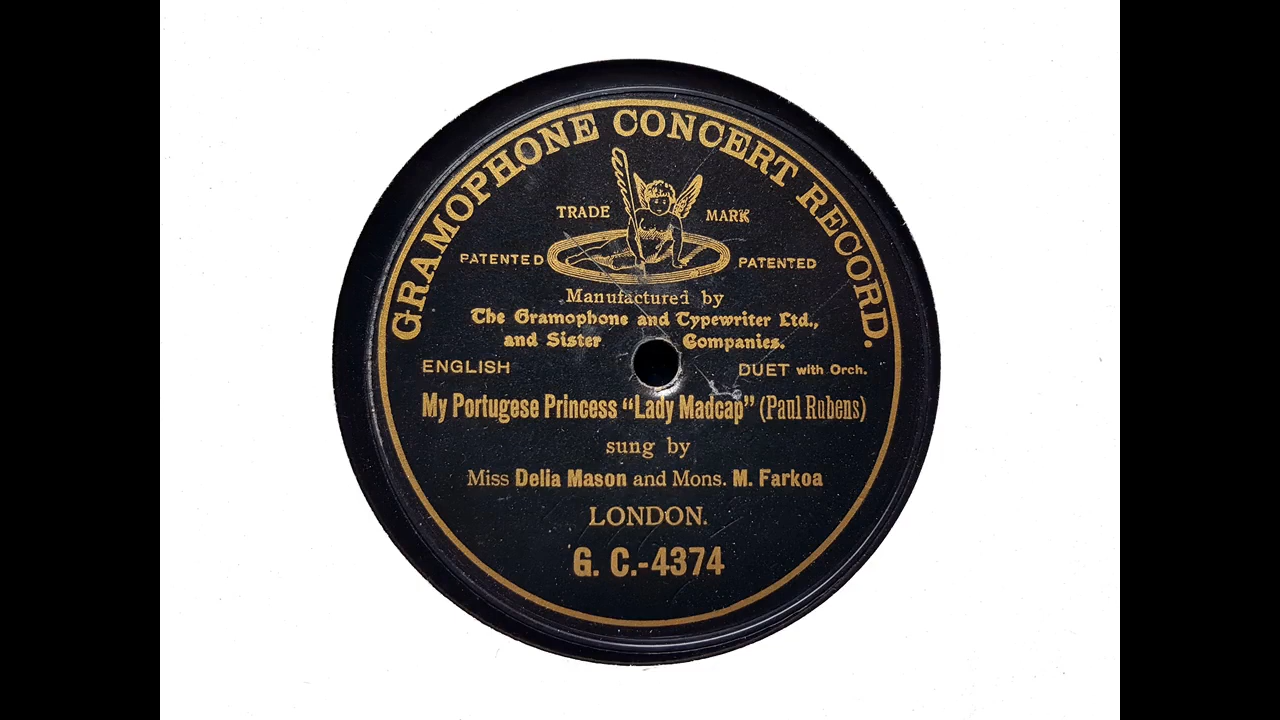 GRAMOPHONE CONCERT RECORD.
TRADE MARK
PATENTED PATENTED
Manufactured by
The Gramophone and Typewriter Ltd.,
and Sister Companies.
ENGLISH DUET with Orch.
My Portugese Princess "Lady Madcap" (Paul Rubens)
sung by
Miss Delia Mason and Mons. M. Farkoa
LONDON.
G. C.-4374